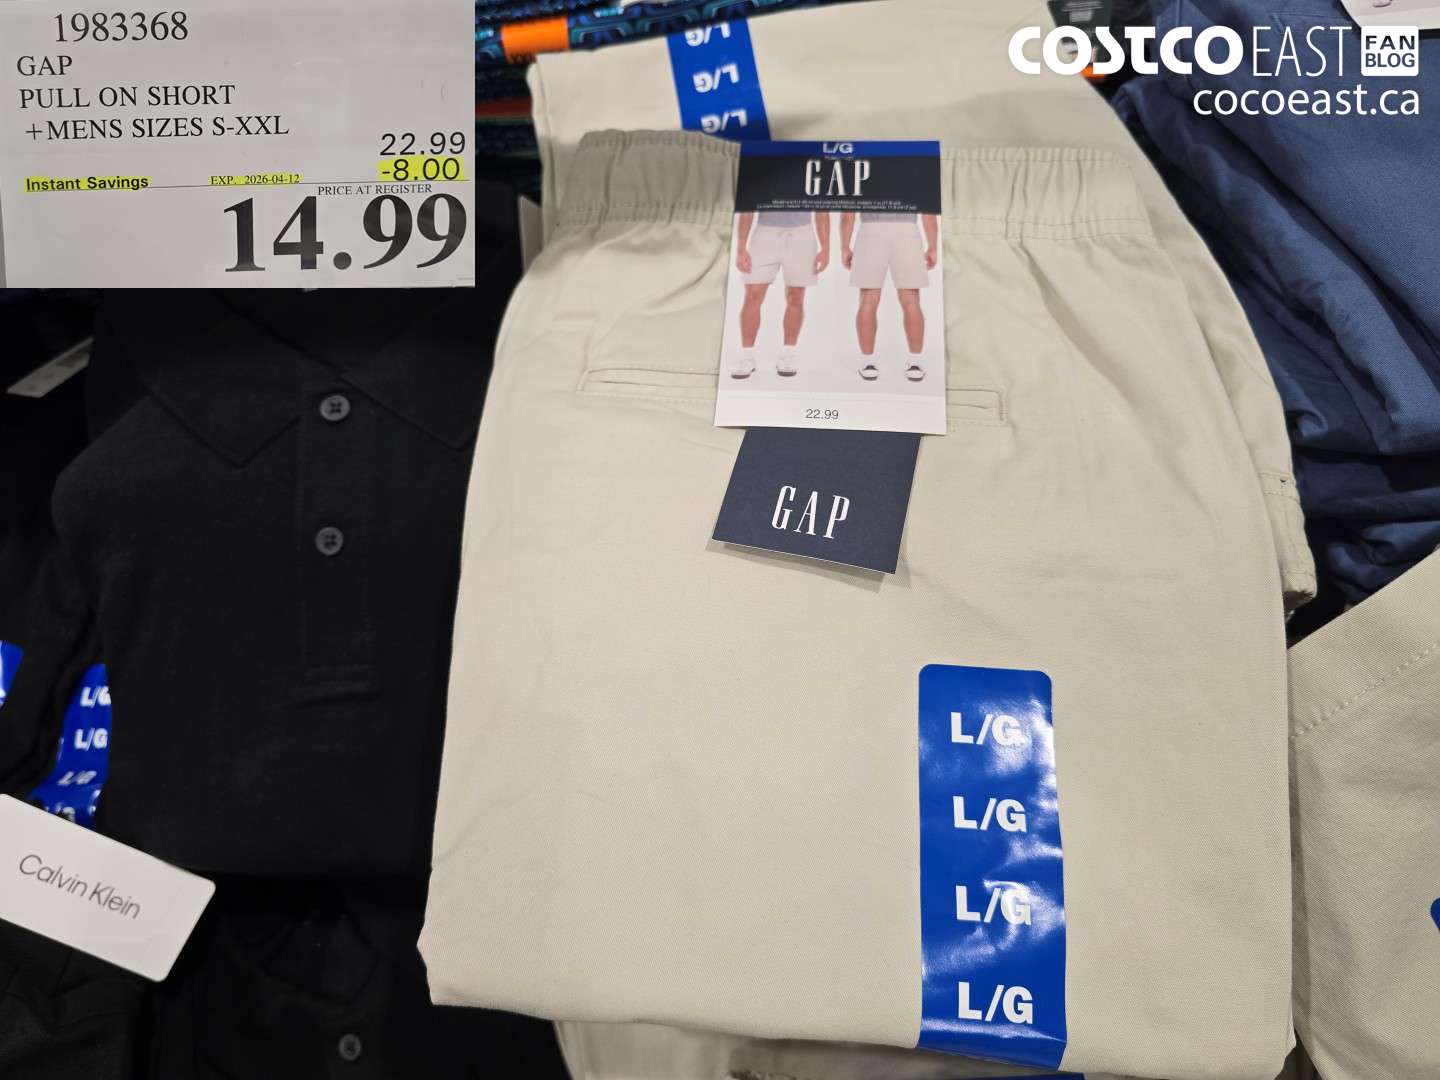 1983368
GAP
PULL ON SHORT
+MENS SIZES S-XXL
22.99
-8.00
Instant Savings
EXP. 2026-04-12
PRICE AT REGISTER
14.99
COSTCO EAST FAN BLOG
cocoeast.ca
L/G
L/G
L/G
L/G
GAP
22.99
GAP
L/G
L/G
L/G
L/G
L/G
L/G
L/G
Calvin Klein